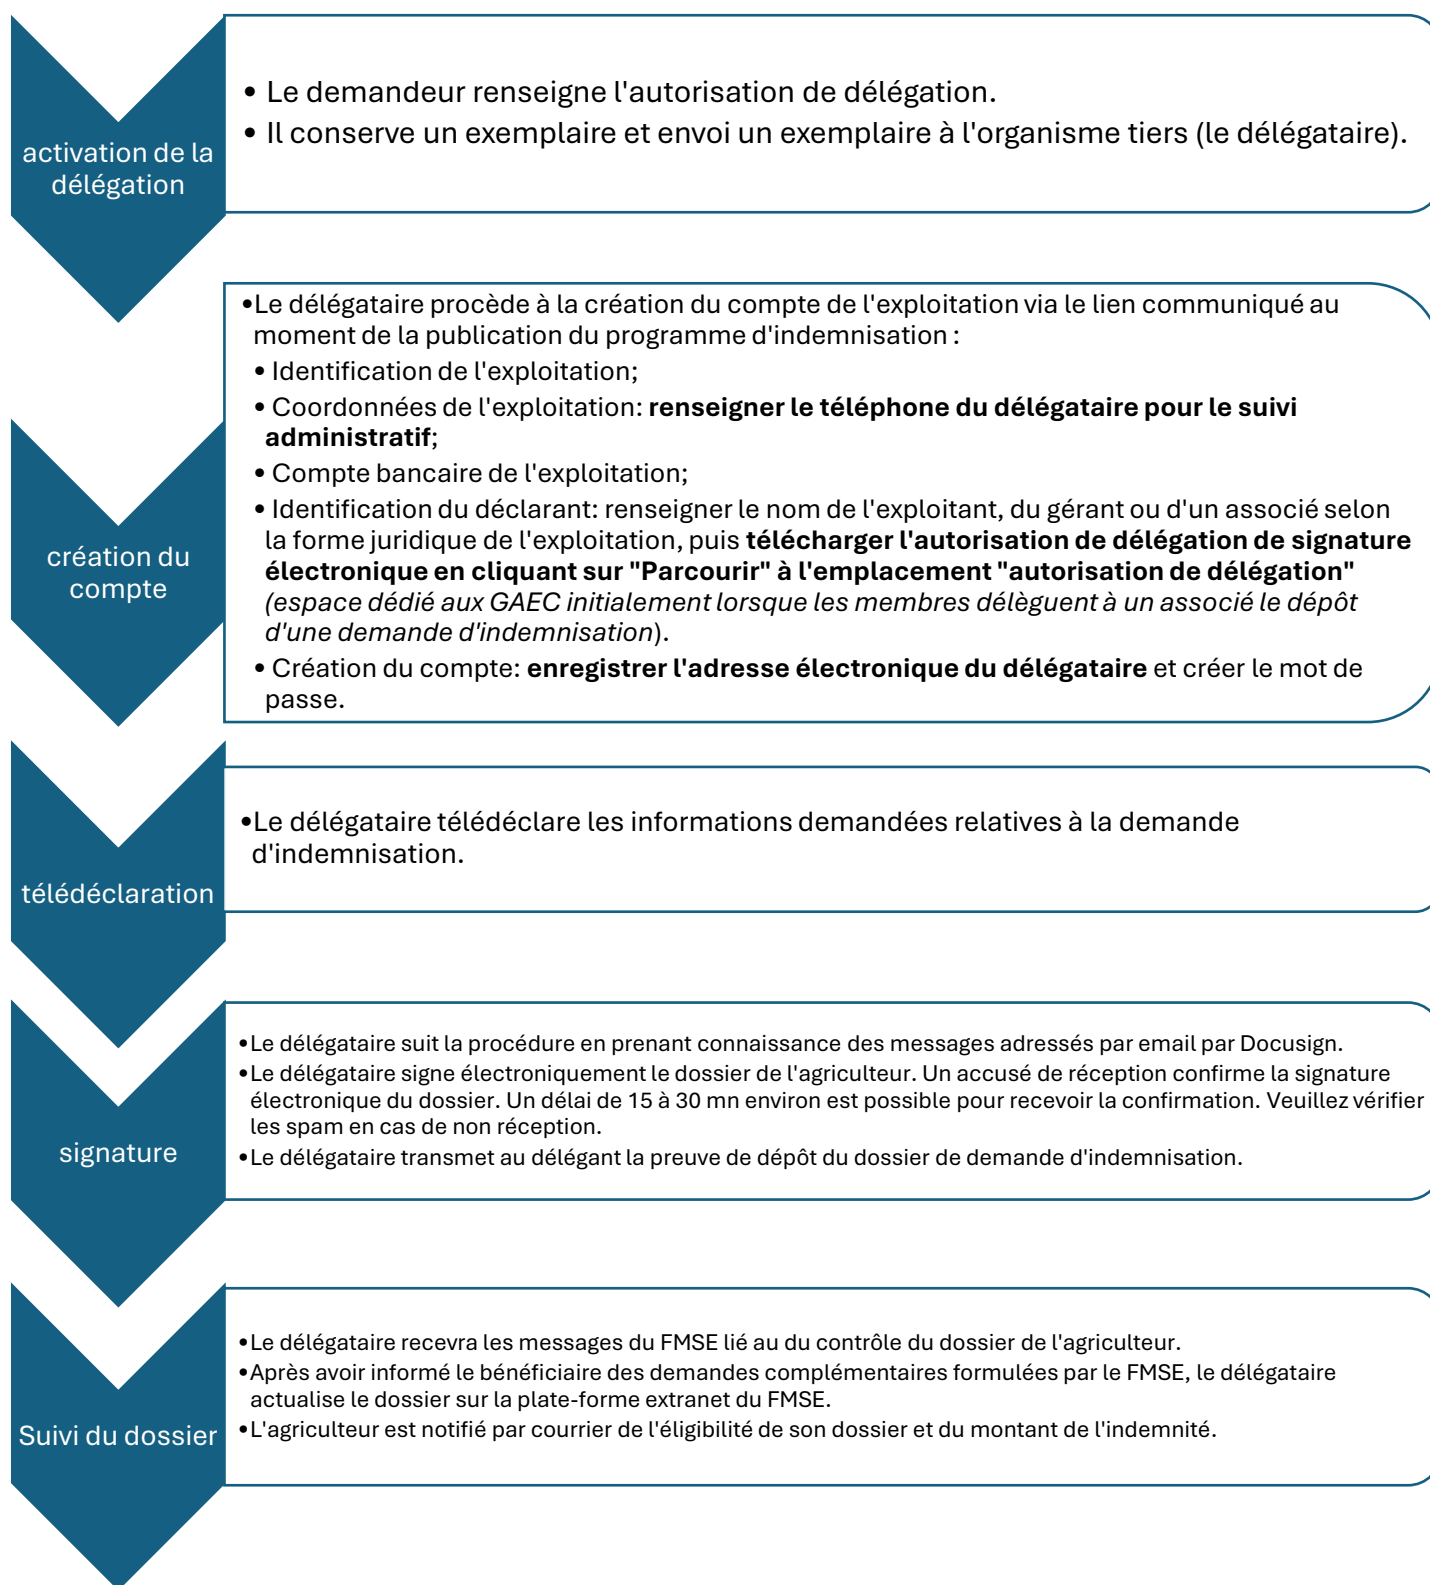 activation de la
délégation
• Le demandeur renseigne l'autorisation de délégation.
• Il conserve un exemplaire et envoi un exemplaire à l'organisme tiers (le délégataire).
création du
compte
•Le délégataire procède à la création du compte de l'exploitation via le lien communiqué au
moment de la publication du programme d'indemnisation :
• Identification de l'exploitation;
• Coordonnées de l'exploitation: renseigner le téléphone du délégataire pour le suivi
administratif;
• Compte bancaire de l'exploitation;
• Identification du déclarant: renseigner le nom de l'exploitant, du gérant ou d'un associé selon
la forme juridique de l'exploitation, puis télécharger l'autorisation de délégation de signature
électronique en cliquant sur "Parcourir" à l'emplacement "autorisation de délégation"
(espace dédié aux GAEC initialement lorsque les membres délèguent à un associé le dépôt
d'une demande d'indemnisation).
• Création du compte: enregistrer l'adresse électronique du délégataire et créer le mot de
passe.
télédéclaration
•Le délégataire télédéclare les informations demandées relatives à la demande
d'indemnisation.
signature
•Le délégataire suit la procédure en prenant connaissance des messages adressés par email par Docusign.
•Le délégataire signe électroniquement le dossier de l'agriculteur. Un accusé de réception confirme la signature
électronique du dossier. Un délai de 15 à 30 mn environ est possible pour recevoir la confirmation. Veuillez vérifier
les spam en cas de non réception.
•Le délégataire transmet au délégant la preuve de dépôt du dossier de demande d'indemnisation.
Suivi du dossier
•Le délégataire recevra les messages du FMSE lié au du contrôle du dossier de l'agriculteur.
•Après avoir informé le bénéficiaire des demandes complémentaires formulées par le FMSE, le délégataire
actualise le dossier sur la plate-forme extranet du FMSE.
•L'agriculteur est notifié par courrier de l'éligibilité de son dossier et du montant de l'indemnité.